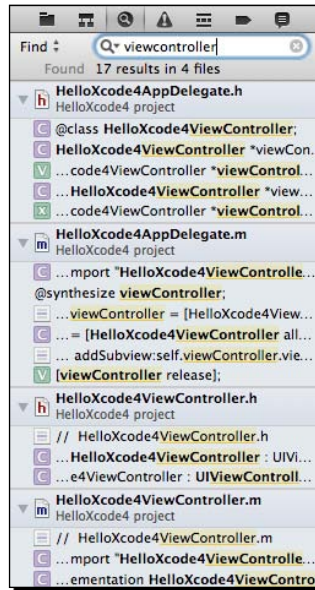 Find
viewcontroller
Found 17 results in 4 files
h HelloXcode4AppDelegate.h
HelloXcode4 project
C @class HelloXcode4ViewController;
C HelloXcode4ViewController *viewCon...
V ...code4ViewController *viewControl...
C ...HelloXcode4ViewController *view...
X ...code4ViewController *viewControl...
m HelloXcode4AppDelegate.m
HelloXcode4 project
C ...mport "HelloXcode4ViewControlle...
@synthesize viewController;
...viewController = [HelloXcode4View...
C ...= [HelloXcode4ViewController all...
... addSubview:self.viewController.vie...
V [viewController release];
h HelloXcode4ViewController.h
HelloXcode4 project
// HelloXcode4ViewController.h
C ...HelloXcode4ViewController : UIVi...
C ...e4ViewController : UIViewControll...
m HelloXcode4ViewController.m
HelloXcode4 project
// HelloXcode4ViewController.m
C ...mport "HelloXcode4ViewControlle...
C ...ementation HelloXcode4ViewContro